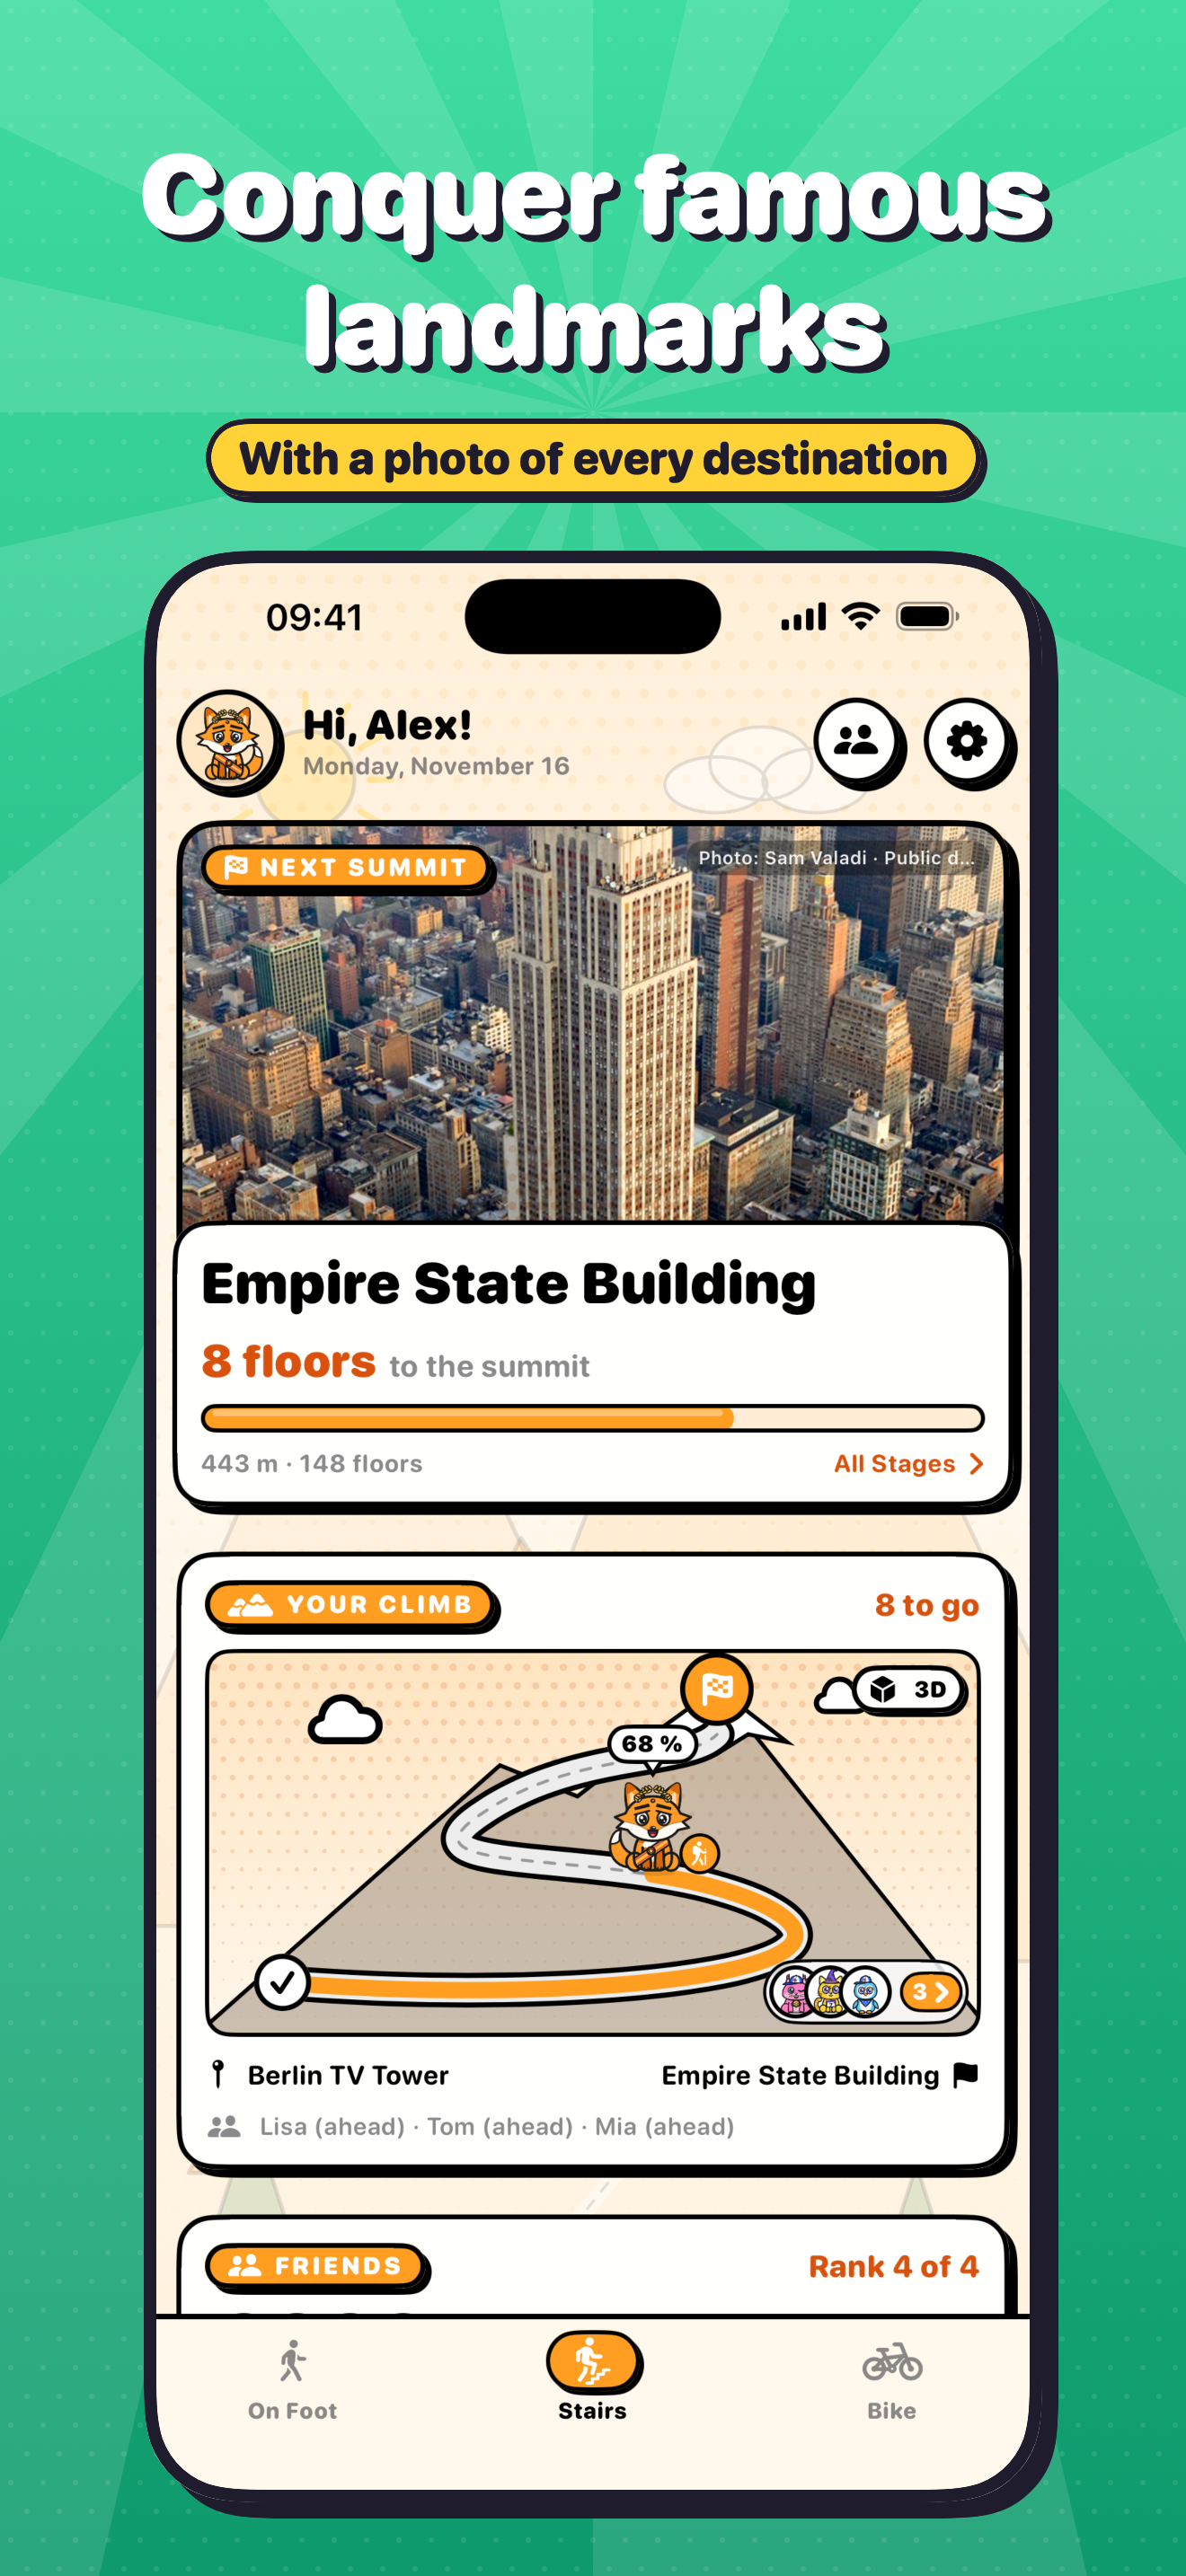 Conquer famous
landmarks
With a photo of every destination
09:41
Hi, Alex!
Monday, November 16
NEXT SUMMIT
Photo: Sam Valadi · Public d...
Empire State Building
8 floors to the summit
443 m · 148 floors
All Stages
YOUR CLIMB
8 to go
3D
68 %
3
Berlin TV Tower
Empire State Building
Lisa (ahead) · Tom (ahead) · Mia (ahead)
FRIENDS
Rank 4 of 4
On Foot
Stairs
Bike